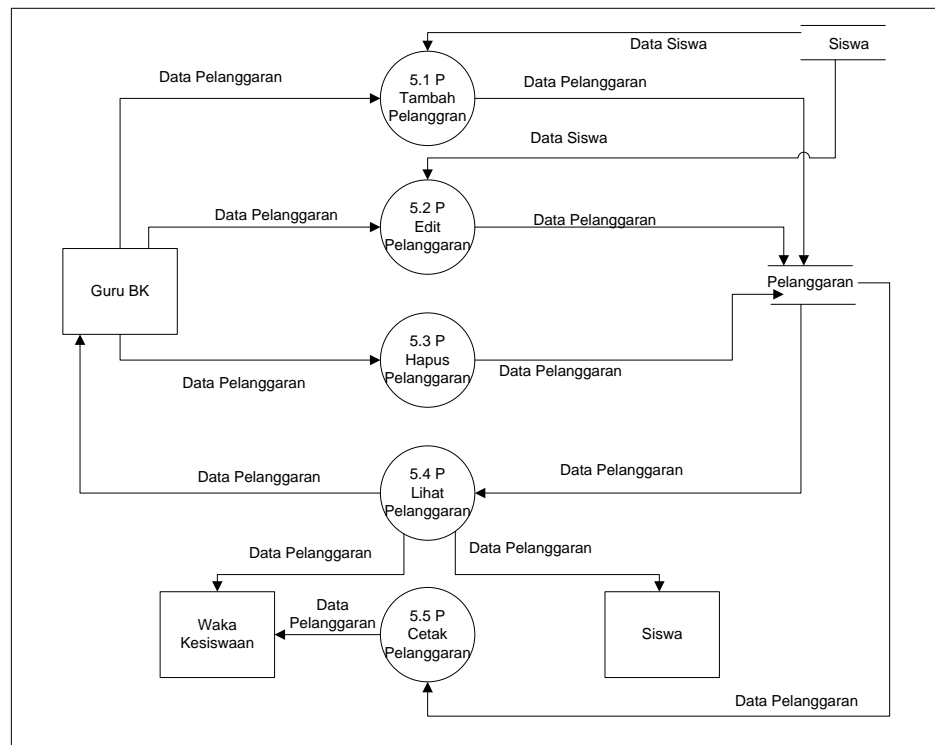 Data Siswa
Siswa
Data Pelanggaran
5.1 P
Tambah
Pelanggran
Data Pelanggaran
Data Siswa
Data Pelanggaran
5.2 P
Edit
Pelanggaran
Data Pelanggaran
Guru BK
Pelanggaran
5.3 P
Hapus
Pelanggaran
Data Pelanggaran
Data Pelanggaran
Data Pelanggaran
5.4 P
Lihat
Pelanggaran
Data Pelanggaran
Data Pelanggaran
Data Pelanggaran
Waka
Kesiswaan
Data
Pelanggaran
5.5 P
Cetak
Pelanggaran
Siswa
Data Pelanggaran